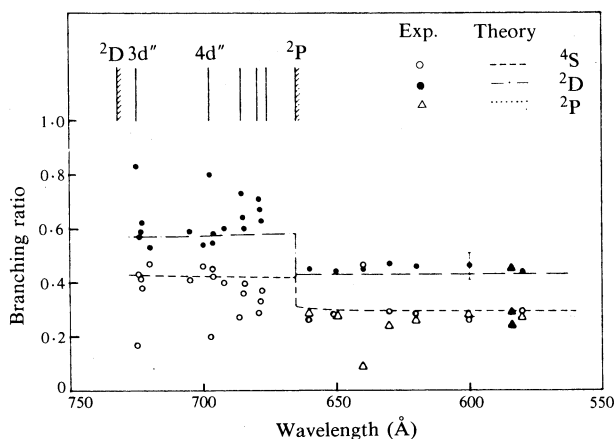 Exp. Theory
²D 3d″ 4d″ ²P
⁴S
²D
²P
1·0
0·8
0·6
0·4
0·2
0
Branching ratio
750 700 650 600 550
Wavelength (Å)